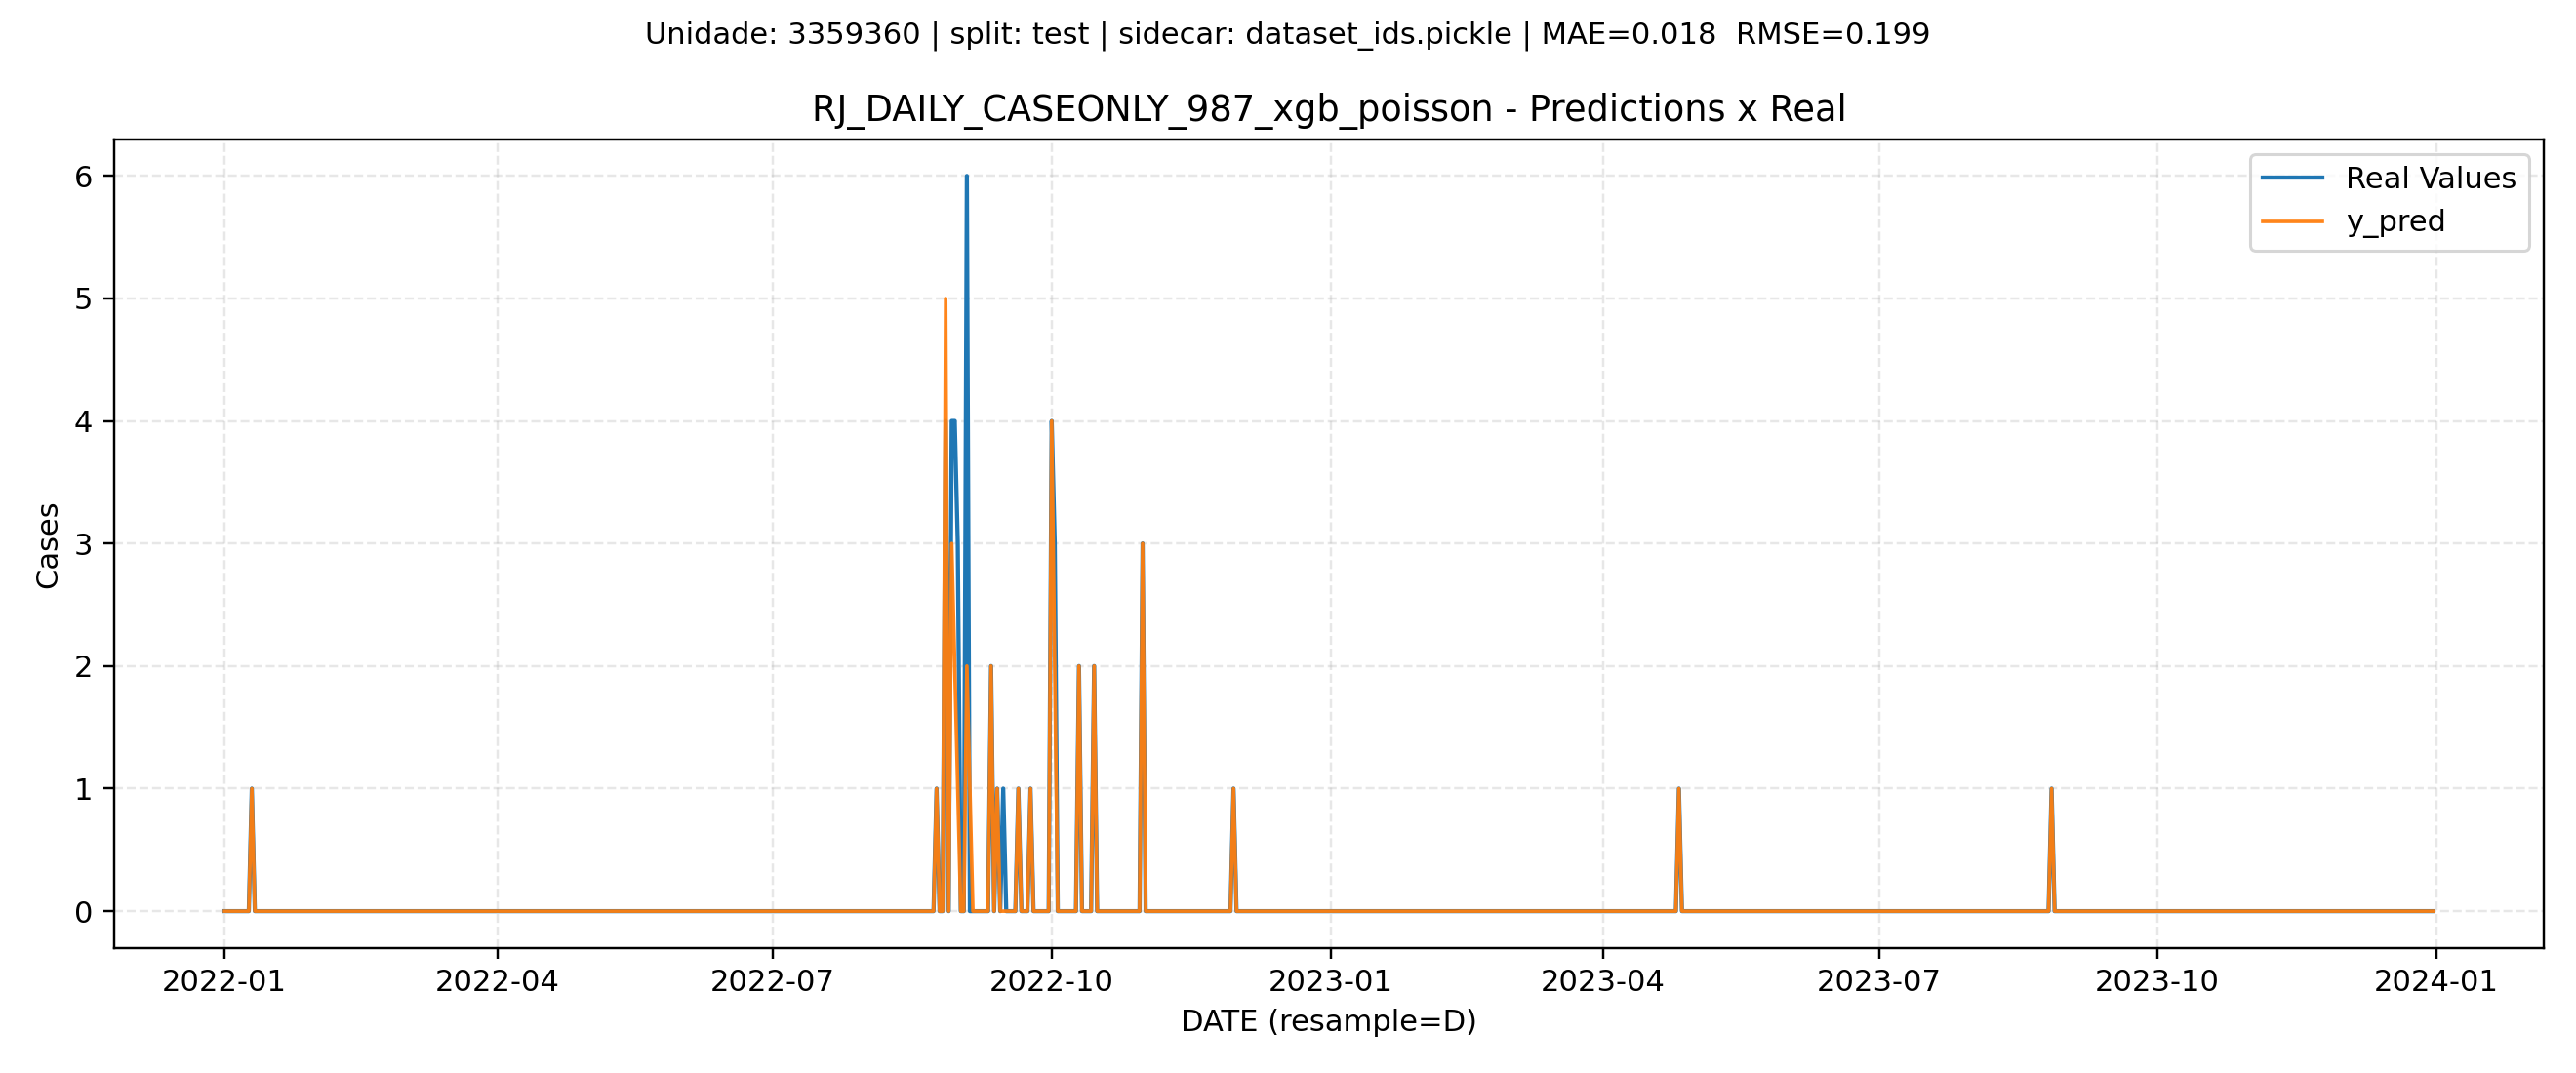 Unidade: 3359360 | split: test | sidecar: dataset_ids.pickle | MAE=0.018  RMSE=0.199
RJ_DAILY_CASEONLY_987_xgb_poisson - Predictions x Real
Real Values
y_pred
6
5
4
3
2
1
0
Cases
2022-01 2022-04 2022-07 2022-10 2023-01 2023-04 2023-07 2023-10 2024-01
DATE (resample=D)